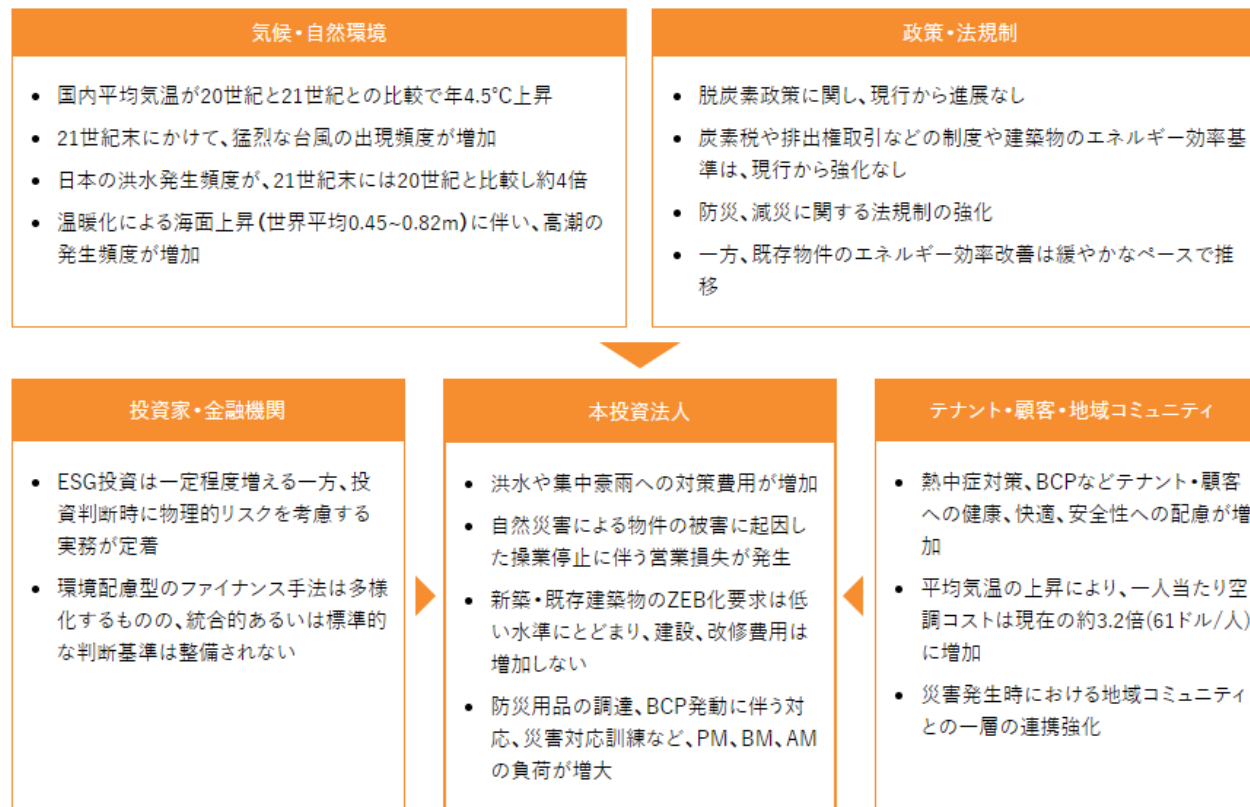 気候・自然環境
• 国内平均気温が20世紀と21世紀との比較で年4.5℃上昇
• 21世紀末にかけて、猛烈な台風の出現頻度が増加
• 日本の洪水発生頻度が、21世紀末には20世紀と比較し約4倍
• 温暖化による海面上昇(世界平均0.45~0.82m)に伴い、高潮の
発生頻度が増加
政策・法規制
• 脱炭素政策に関し、現行から進展なし
• 炭素税や排出権取引などの制度や建築物のエネルギー効率基
準は、現行から強化なし
• 防災、減災に関する法規制の強化
• 一方、既存物件のエネルギー効率改善は緩やかなペースで推
移
投資家・金融機関
• ESG投資は一定程度増える一方、投
資判断時に物理的リスクを考慮する
実務が定着
• 環境配慮型のファイナンス手法は多様
化するものの、統合的あるいは標準的
な判断基準は整備されない
本投資法人
• 洪水や集中豪雨への対策費用が増加
• 自然災害による物件の被害に起因し
た操業停止に伴う営業損失が発生
• 新築・既存建築物のZEB化要求は低
い水準にとどまり、建設、改修費用は
増加しない
• 防災用品の調達、BCP発動に伴う対
応、災害対応訓練など、PM、BM、AM
の負荷が増大
テナント・顧客・地域コミュニティ
• 熱中症対策、BCPなどテナント・顧客
への健康、快適、安全性への配慮が増
加
• 平均気温の上昇により、一人当たり空
調コストは現在の約3.2倍(61ドル/人)
に増加
• 災害発生時における地域コミュニティ
との一層の連携強化